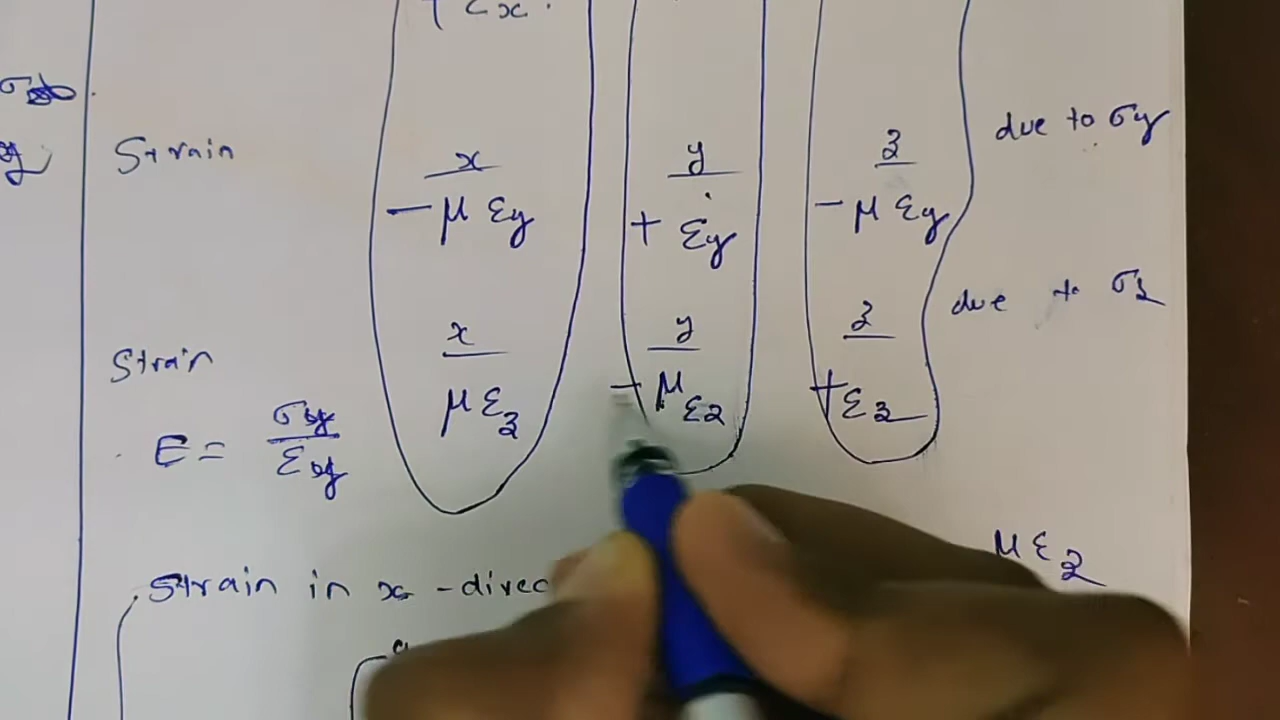 Strain x y z due to σy
- μ εy + εy - μ εy
Strain x y z due to σz
μ εz - μ εz + εz
E = σy / εy
μ εz
Strain in x - direc